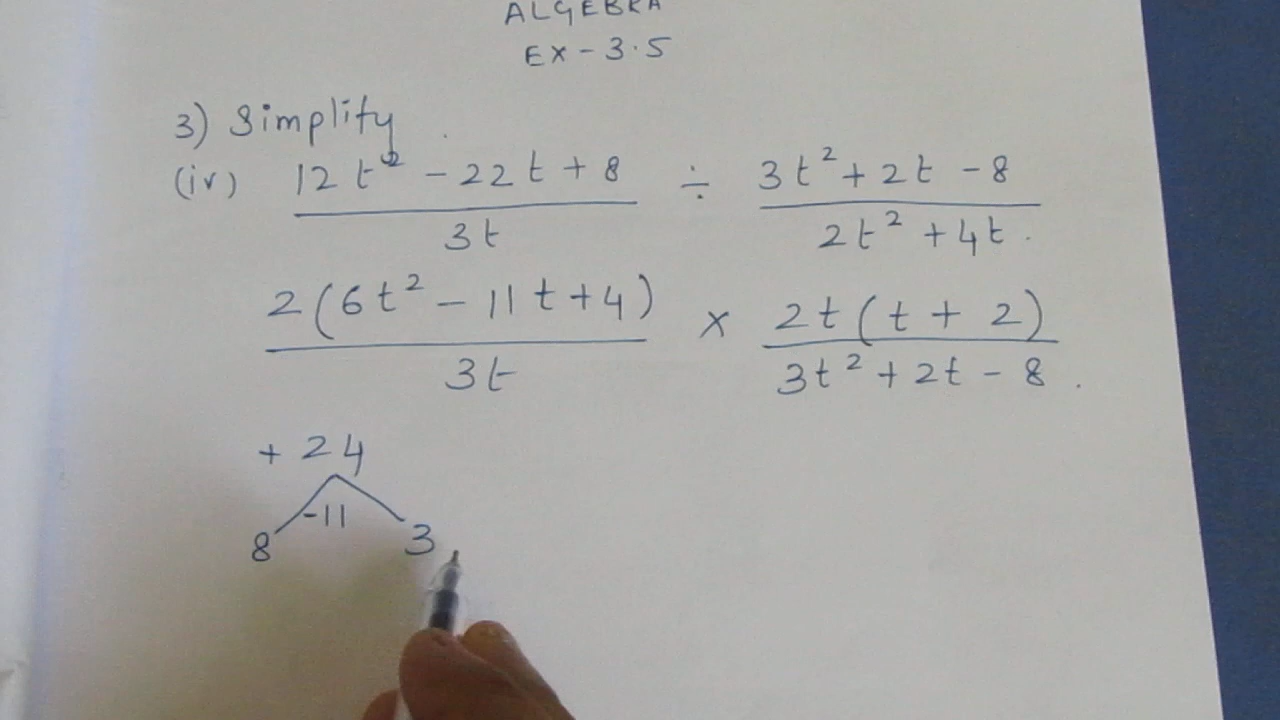 ALGEBRA
EX - 3.5
3) Simplify
(iv) 12t² - 22t + 8 / 3t ÷ 3t² + 2t - 8 / 2t² + 4t.
2(6t² - 11t + 4) / 3t × 2t(t + 2) / 3t² + 2t - 8.
+ 24
-11
8 3